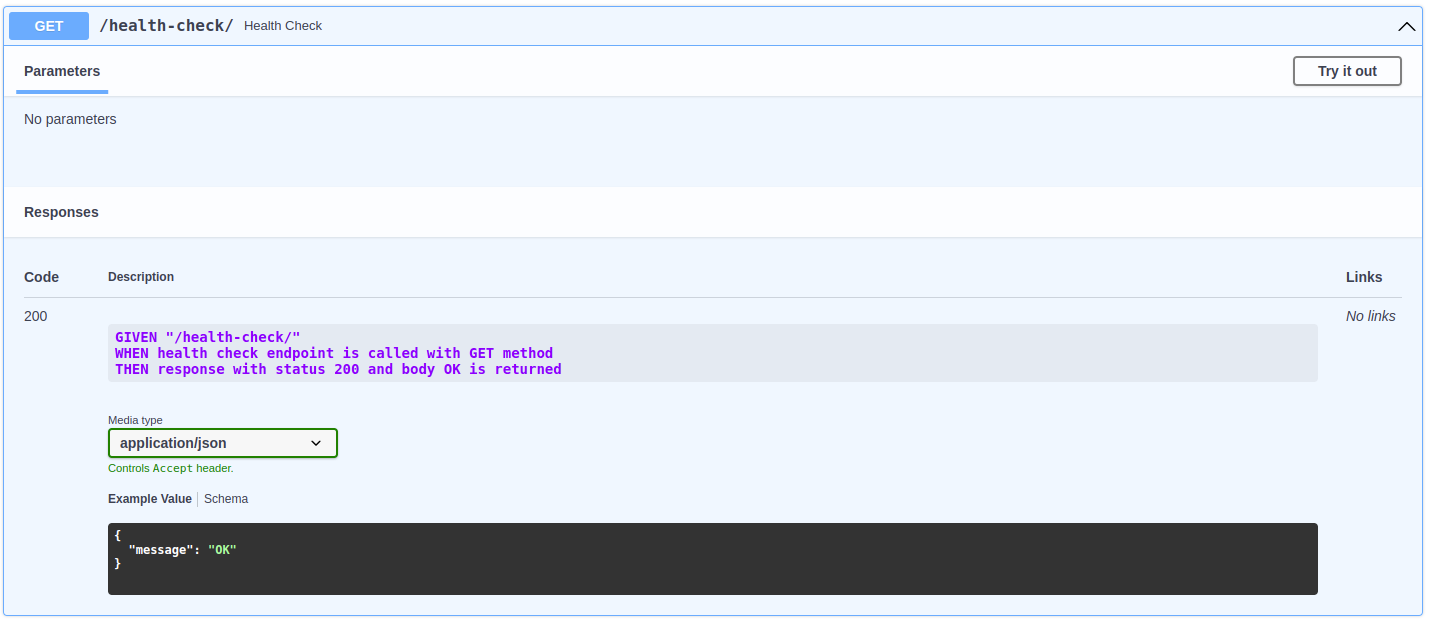 GET /health-check/ Health Check
Parameters
Try it out
No parameters
Responses
Code Description Links
200 No links
GIVEN "/health-check/"
WHEN health check endpoint is called with GET method
THEN response with status 200 and body OK is returned
Media type
application/json
Controls Accept header.
Example Value Schema
{
  "message": "OK"
}